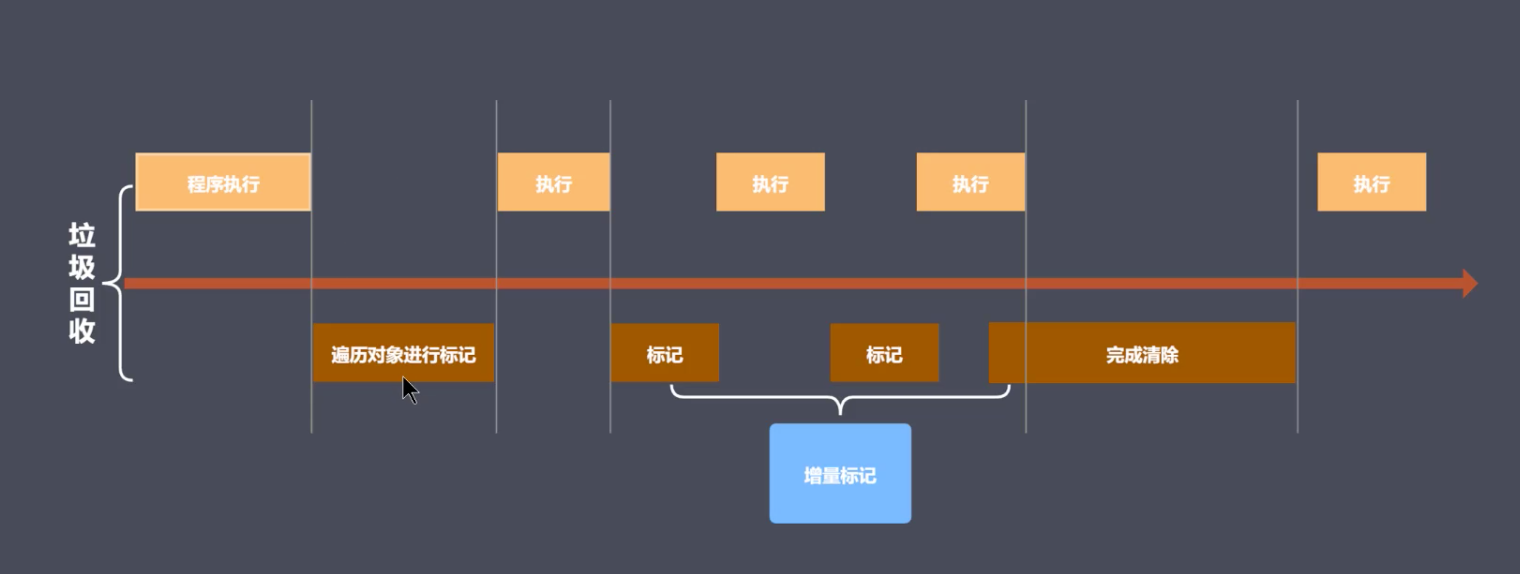 程序执行
执行
执行
执行
执行
垃圾回收
遍历对象进行标记
标记
标记
完成清除
增量标记